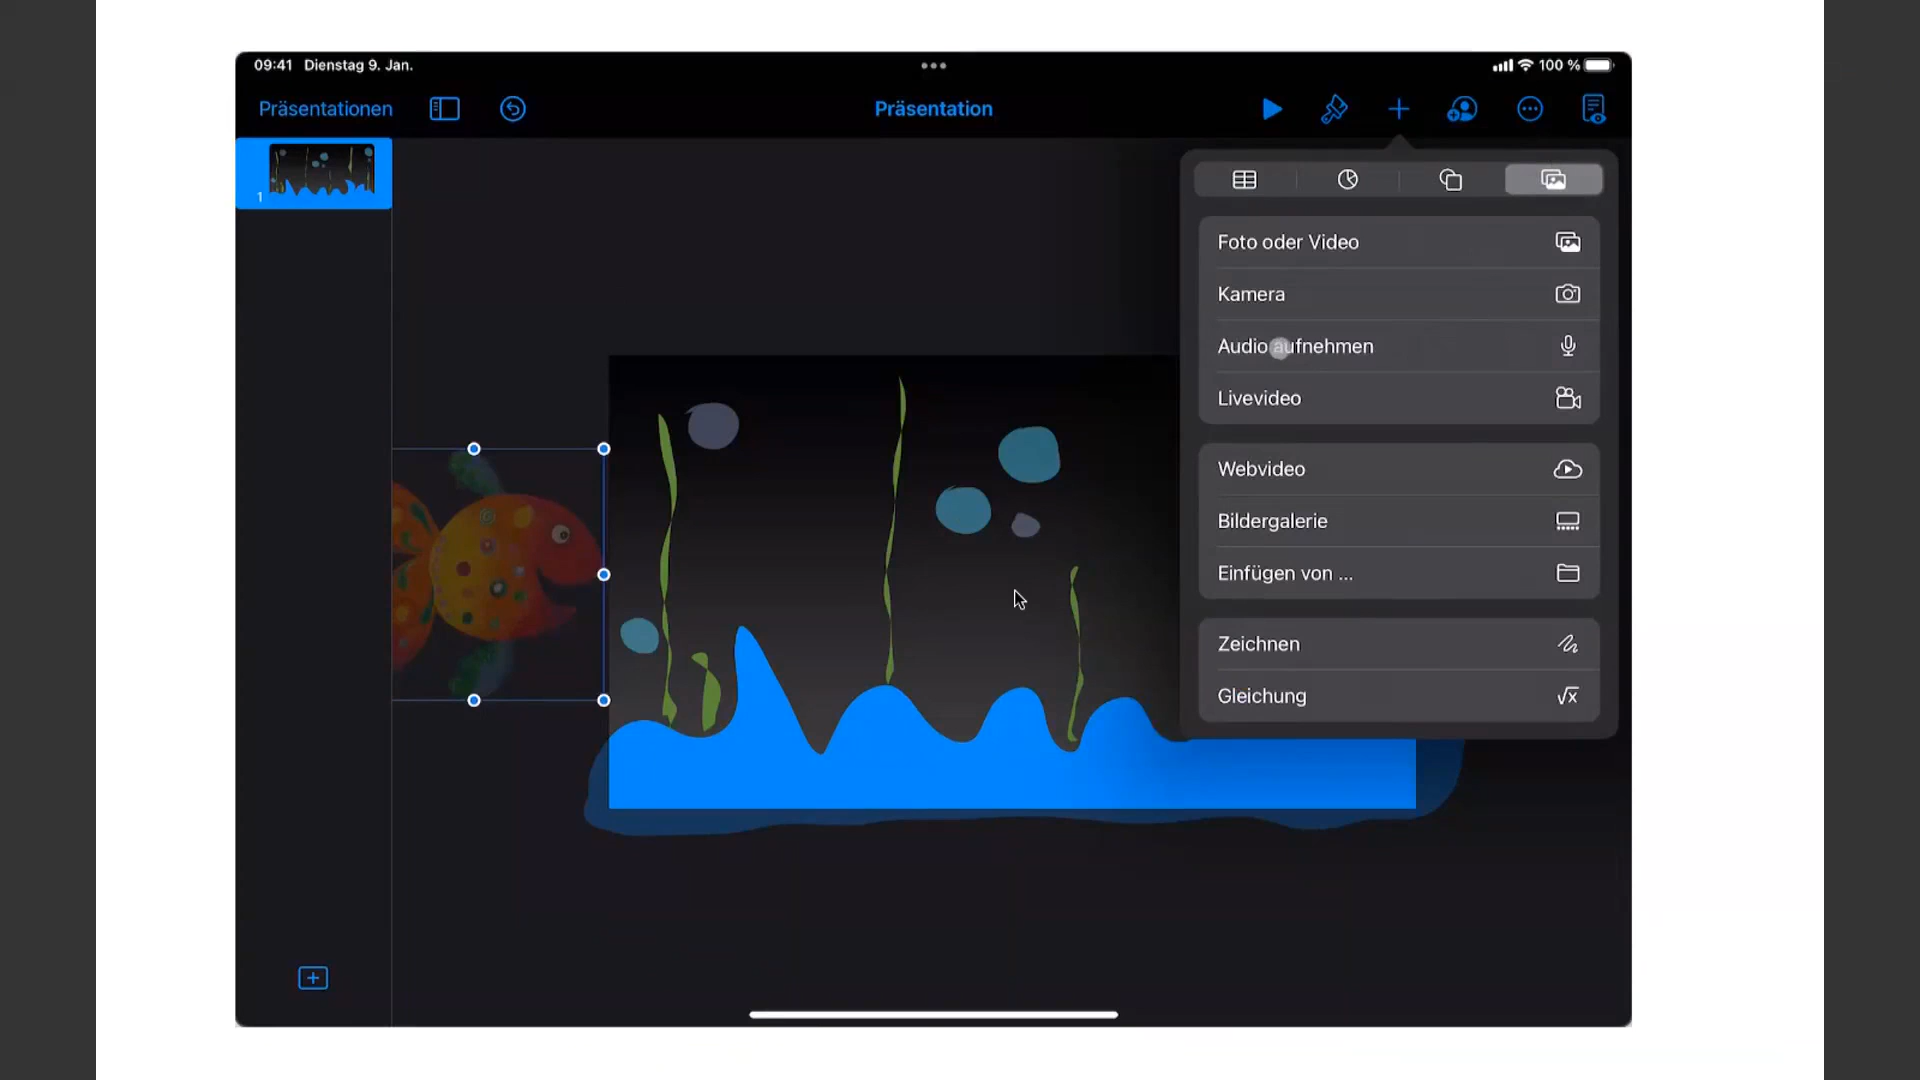 09:41 Dienstag 9. Jan.
100 %
Präsentationen
Präsentation
1
Foto oder Video
Kamera
Audio aufnehmen
Livevideo
Webvideo
Bildergalerie
Einfügen von ...
Zeichnen
Gleichung